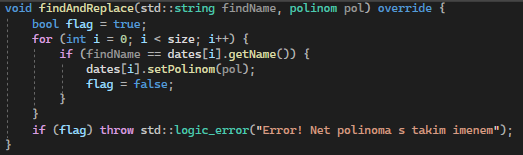 void findAndReplace(std::string findName, polinom pol) override {
    bool flag = true;
    for (int i = 0; i < size; i++) {
        if (findName == dates[i].getName()) {
            dates[i].setPolinom(pol);
            flag = false;
        }
    }
    if (flag) throw std::logic_error("Error! Net polinoma s takim imenem");
}